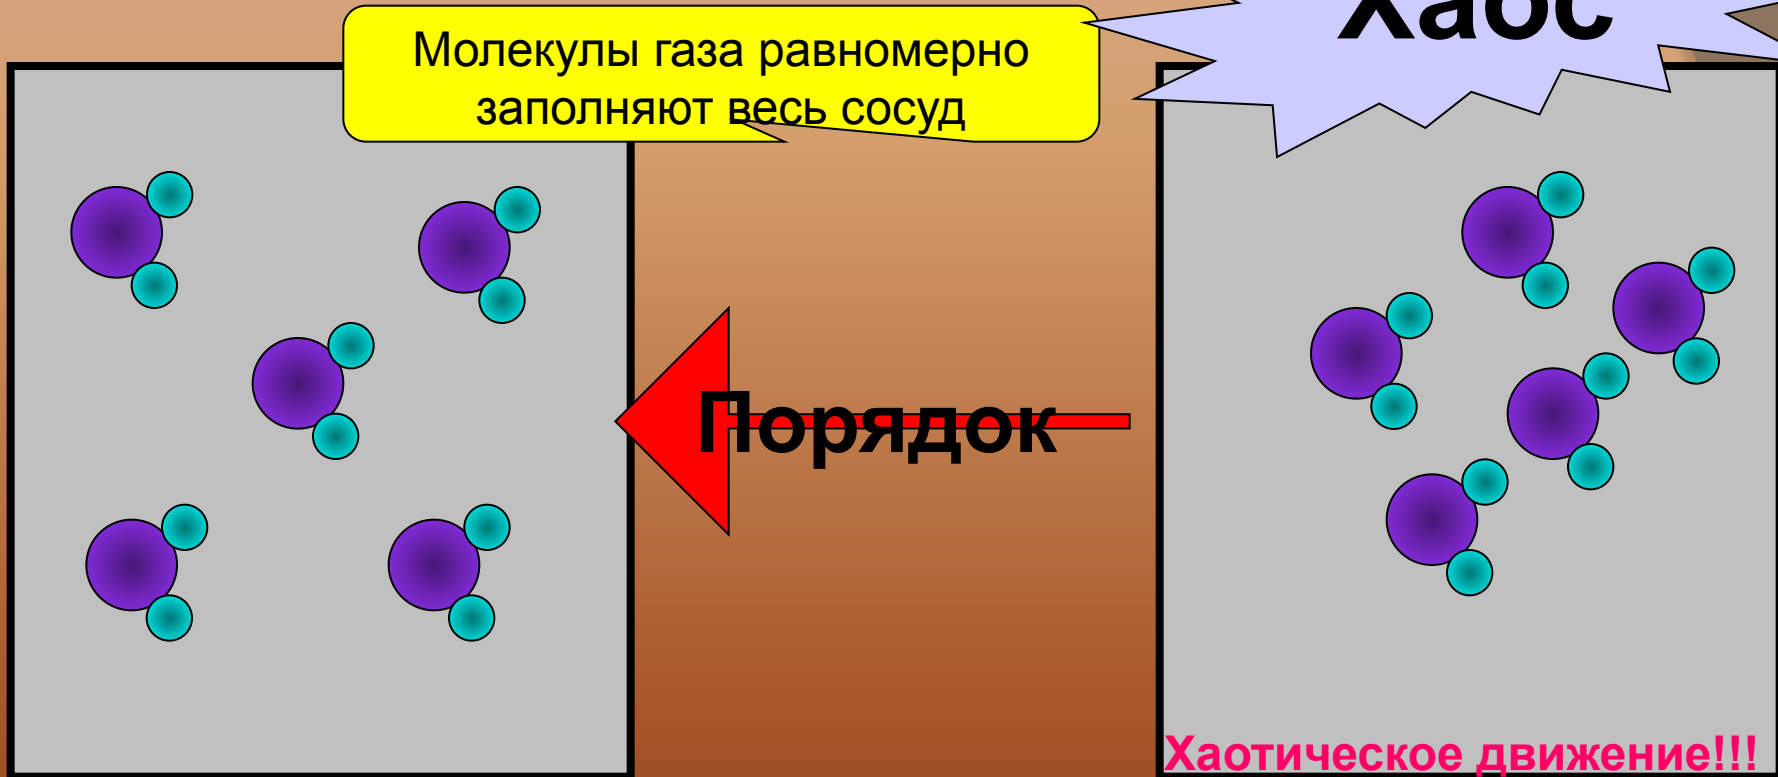 Хаос
Молекулы газа равномерно
заполняют весь сосуд
Порядок
Хаотическое движение!!!